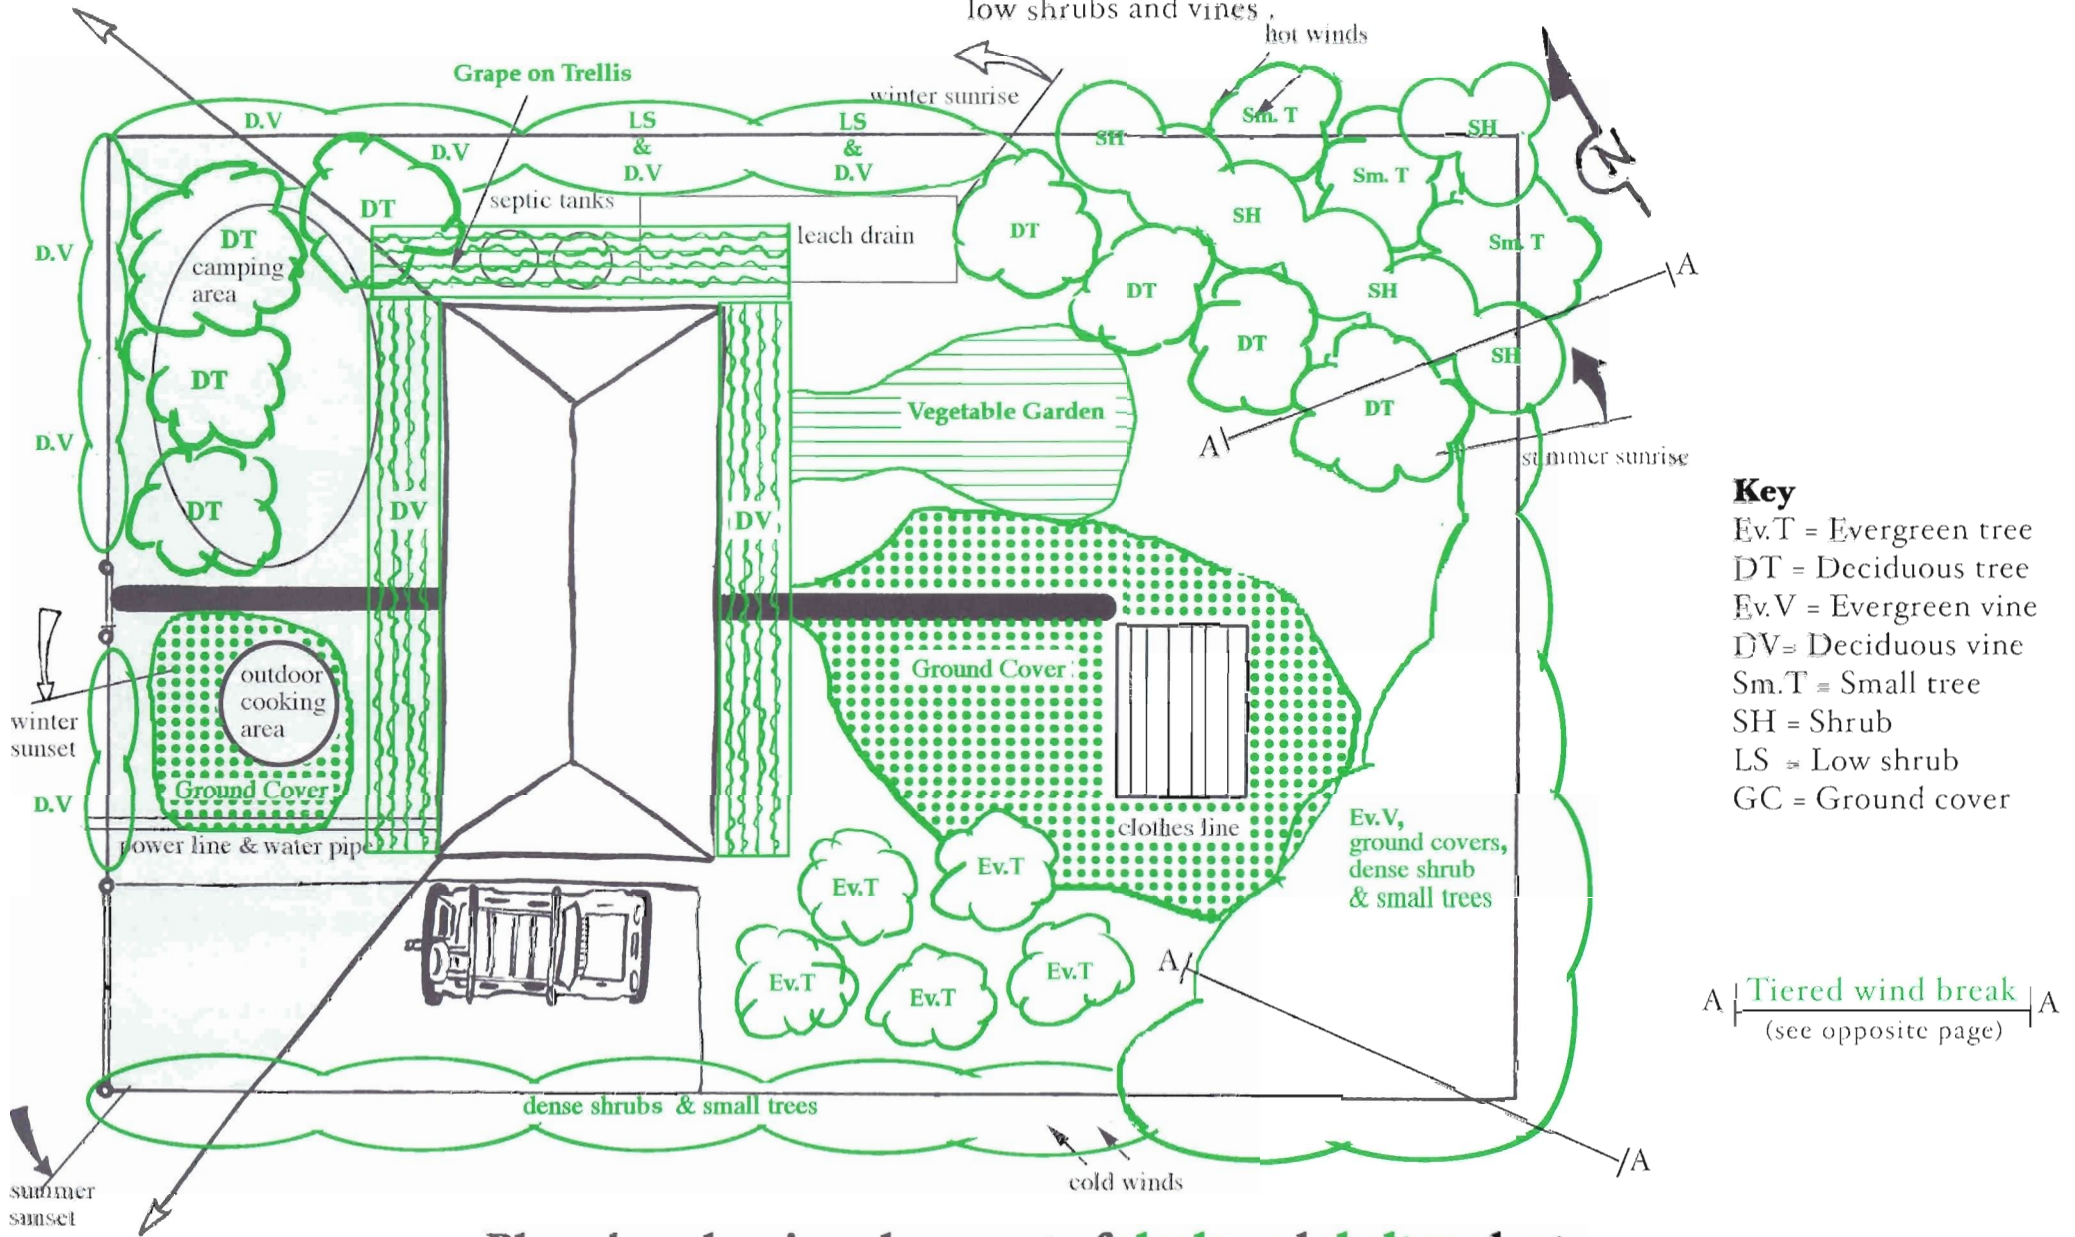 low shrubs and vines ,
hot winds
Grape on Trellis
winter sunrise
D.V
LS
&
D.V
LS
&
D.V
D.V
SH
Sm. T
SH
Sm. T
N
septic tanks
DT
DT
camping
area
leach drain
DT
SH
Sm. T
D.V
A
DT
SH
DT
SH
DT
Vegetable Garden
DT
A
D.V
summer sunrise
DT
DV
DV
Key
Ev.T = Evergreen tree
DT = Deciduous tree
Ev.V = Evergreen vine
DV= Deciduous vine
Sm.T = Small tree
SH = Shrub
LS = Low shrub
GC = Ground cover
outdoor
cooking
area
Ground Cover
winter
sunset
Ground Cover
D.V
power line & water pipe
clothes line
Ev.V,
ground covers,
dense shrub
& small trees
Ev.T
Ev.T
Ev.T
Ev.T
Ev.T
A
A Tiered wind break A
(see opposite page)
dense shrubs & small trees
A
cold winds
summer
sunset